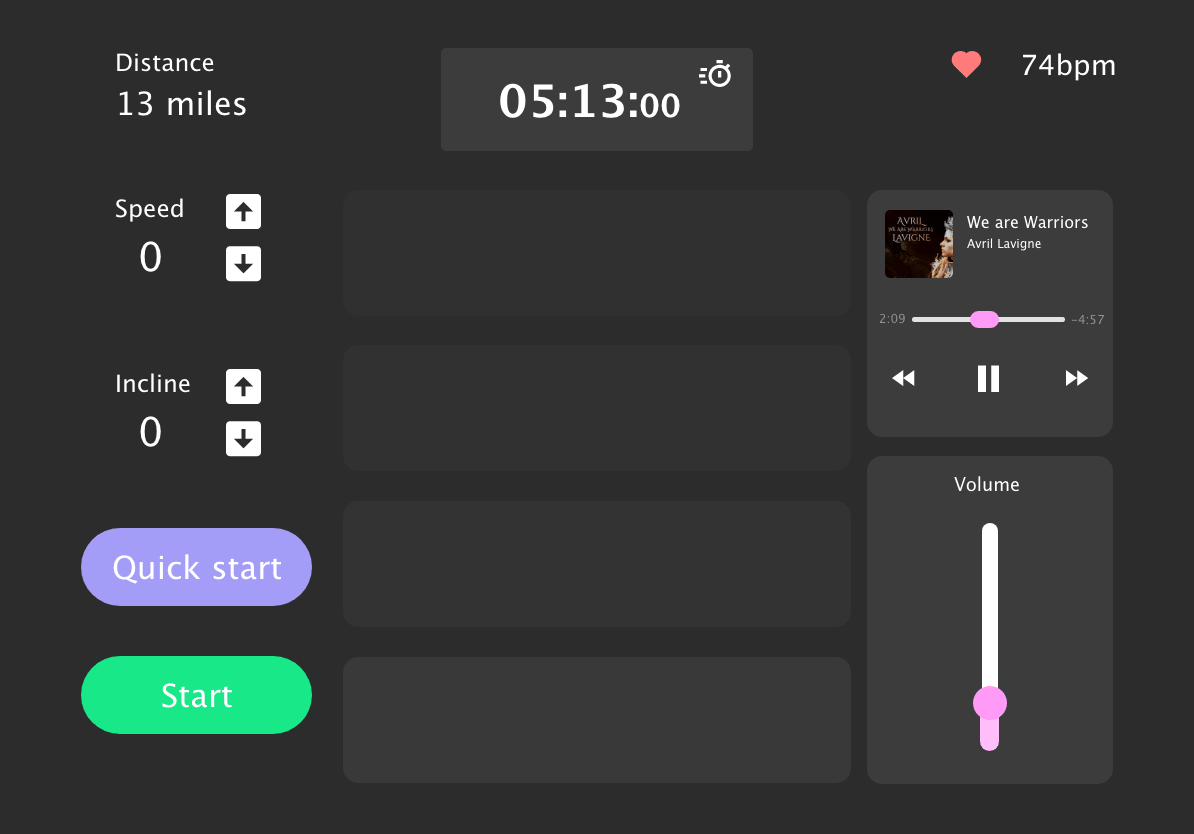 Distance
13 miles
05:13:00
74bpm
Speed
0
Incline
0
Quick start
Start
AVRIL
WE ARE WARRIORS
LAVIGNE
We are Warriors
Avril Lavigne
2:09
-4:57
Volume